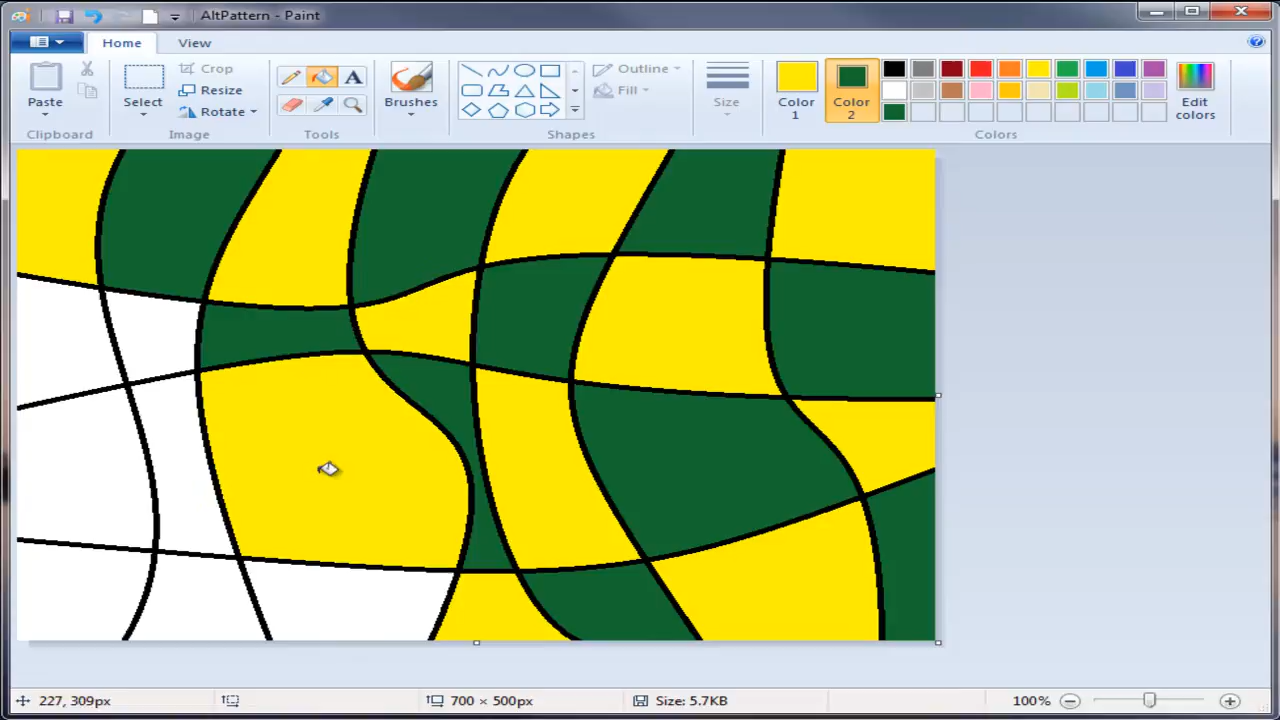 AltPattern - Paint
Home View
Paste
Clipboard
Select
Crop
Resize
Rotate
Image
A
Tools
Brushes
Outline
Fill
Shapes
Size
Color 1
Color 2
Edit colors
Colors
227, 309px
700 × 500px
Size: 5.7KB
100%